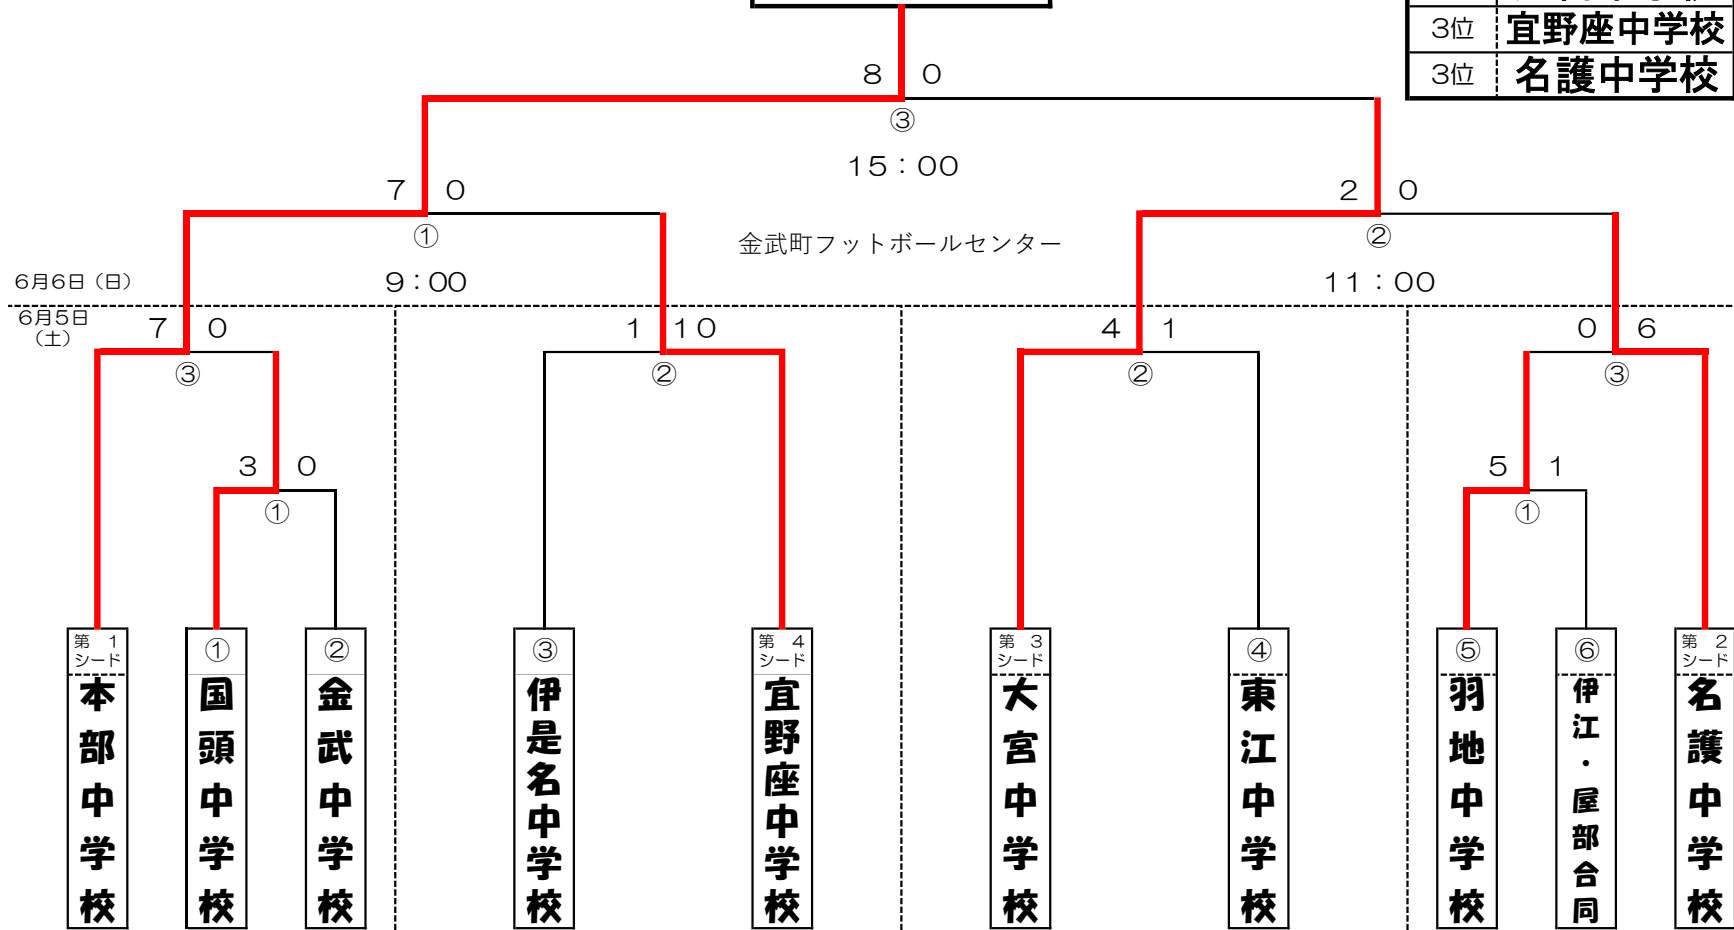 3位 宜野座中学校
3位 名護中学校
8 0
③
15：00
7 0
2 0
①
金武町フットボールセンター
②
6月6日（日）
9：00
11：00
6月5日
（土）
7 0
1 10
4 1
0 6
③
②
②
③
3 0
5 1
①
①
第 1
シード
本部中学校
①
国頭中学校
②
金武中学校
③
伊是名中学校
第 4
シード
宜野座中学校
第 3
シード
大宮中学校
④
東江中学校
⑤
羽地中学校
⑥
伊江・屋部合同
第 2
シード
名護中学校